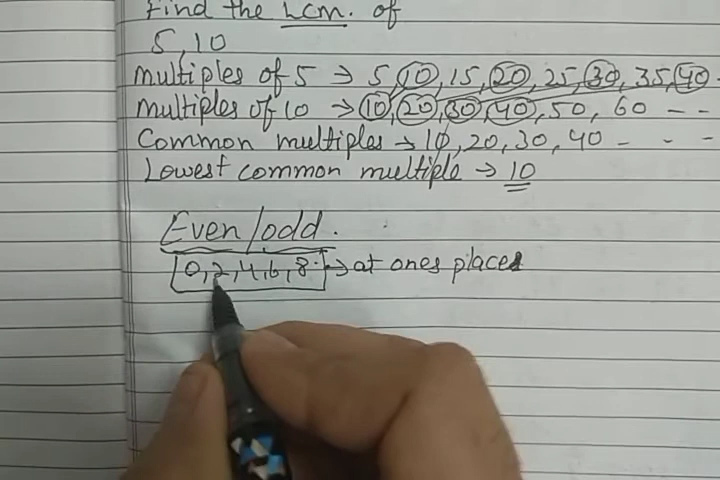 Find the LCM. of
5,10
multiples of 5 → 5,10,15,20,25,30,35,40-
multiples of 10 → 10,20,30,40,50,60 --
Common multiples → 10,20,30,40 - - -
Lowest common multiple → 10
Even/odd.
0,2,4,6,8. → at ones place